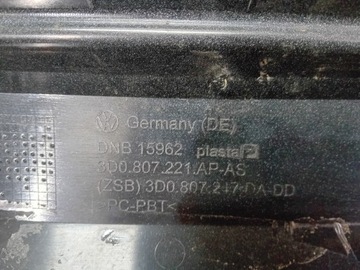 Germany (DE)
DNB 15962 plasta P
3D0.807.221.AP-AS
(ZSB) 3D0.807.217.DA-DD
>PC-PBT<